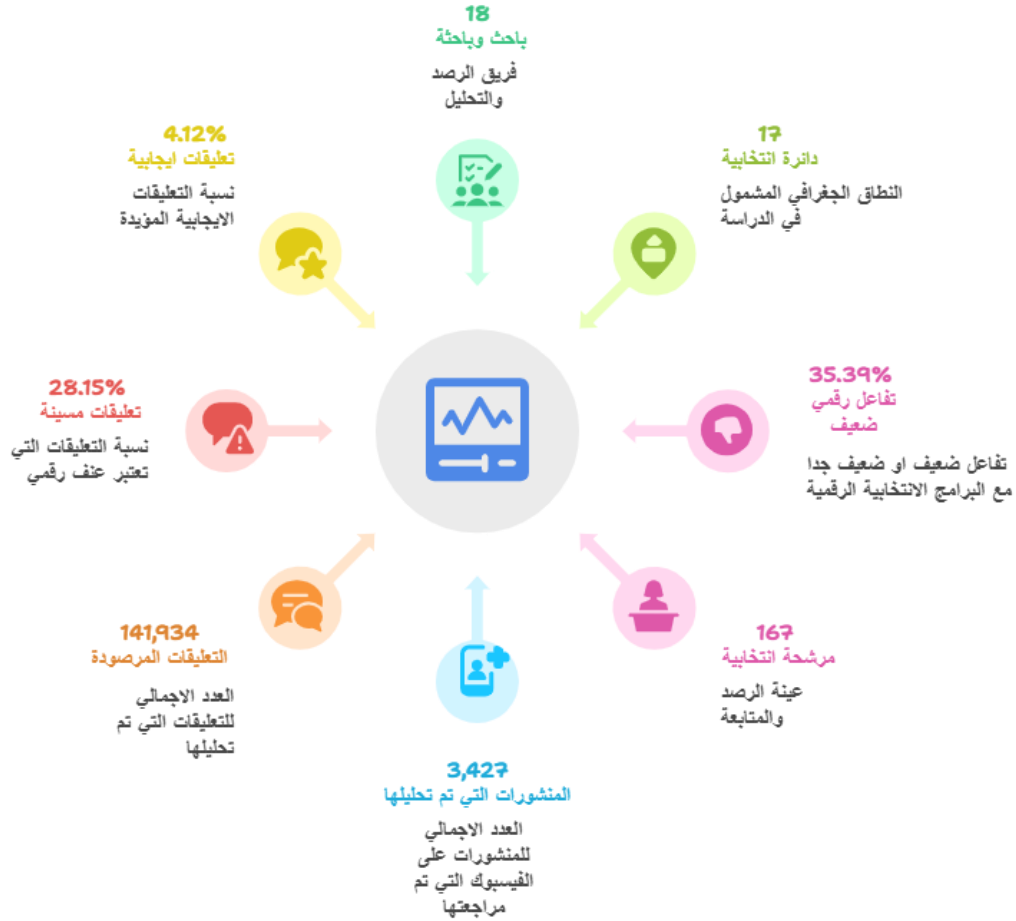 18
باحث وباحثة
فريق الرصد
والتحليل
17
دائرة انتخابية
النطاق الجغرافي المشمول
في الدراسة
35.39%
تفاعل رقمي
ضعيف
تفاعل ضعيف او ضعيف جدا
مع البرامج الانتخابية الرقمية
167
مرشحة انتخابية
عينة الرصد
والمتابعة
3,427
المنشورات التي تم تحليلها
العدد الاجمالي
للمنشورات على
الفيسبوك التي تم
مراجعتها
141,934
التعليقات المرصودة
العدد الاجمالي
للتعليقات التي تم
تحليلها
28.15%
تعليقات مسيئة
نسبة التعليقات التي
تعتبر عنف رقمي
4.12%
تعليقات ايجابية
نسبة التعليقات
الايجابية المؤيدة